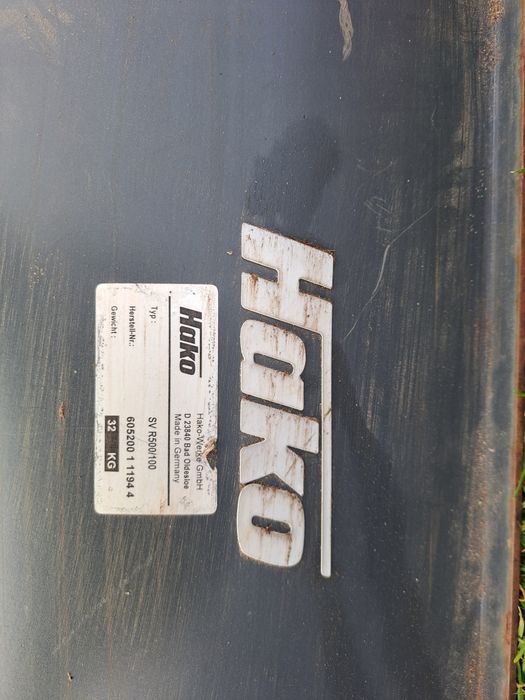 Hako
Hako
Hako-Werke GmbH
D 23840 Bad Oldesloe
Made in Germany
Typ : SV R500/100
Herstell-Nr.: 605200 1 1194 4
Gewicht : 32 KG